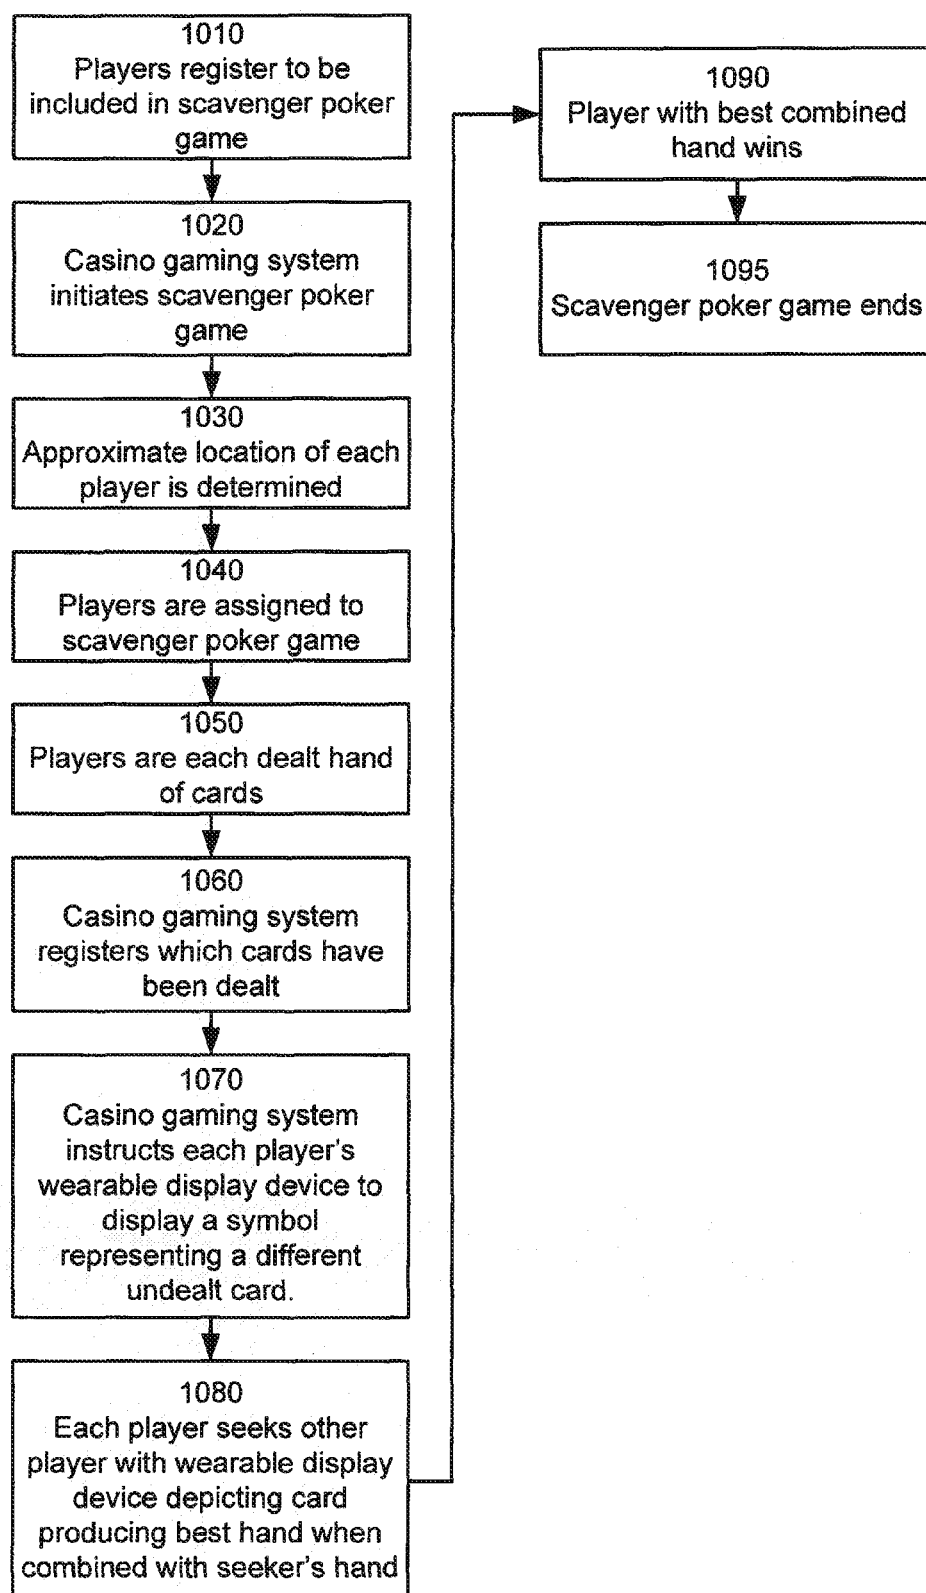 1010
Players register to be
included in scavenger poker
game
1020
Casino gaming system
initiates scavenger poker
game
1030
Approximate location of each
player is determined
1040
Players are assigned to
scavenger poker game
1050
Players are each dealt hand
of cards
1060
Casino gaming system
registers which cards have
been dealt
1070
Casino gaming system
instructs each player's
wearable display device to
display a symbol
representing a different
undealt card.
1080
Each player seeks other
player with wearable display
device depicting card
producing best hand when
combined with seeker's hand
1090
Player with best combined
hand wins
1095
Scavenger poker game ends